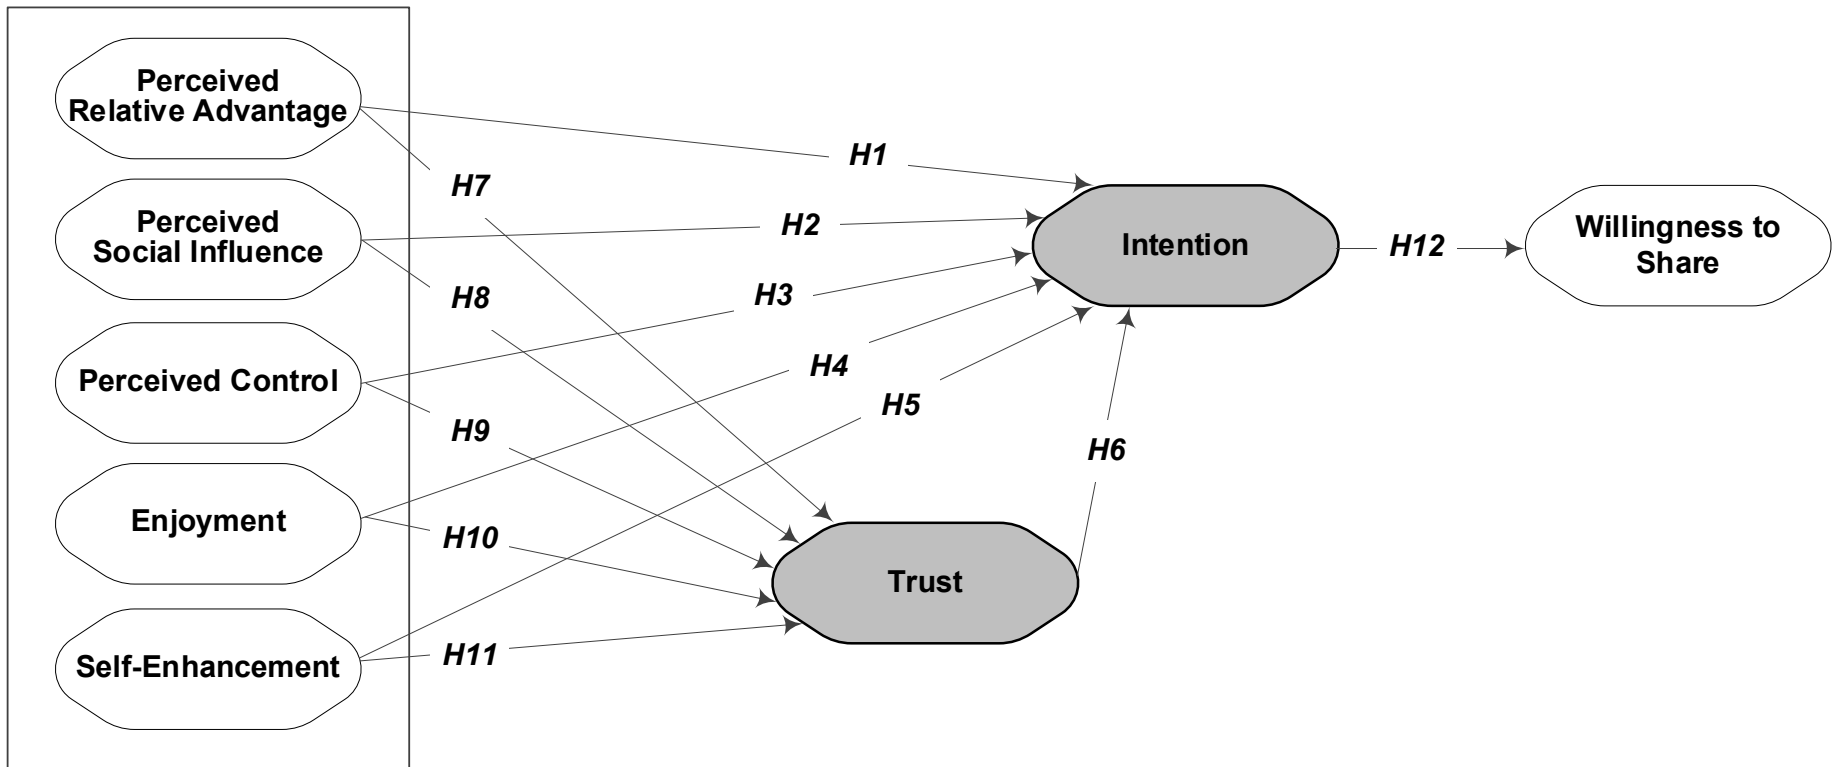 Perceived
Relative Advantage
Perceived
Social Influence
Perceived Control
Enjoyment
Self-Enhancement
H1
H7
H2
H8
H3
H4
H5
H9
H6
H10
H11
Intention
H12
Willingness to
Share
Trust